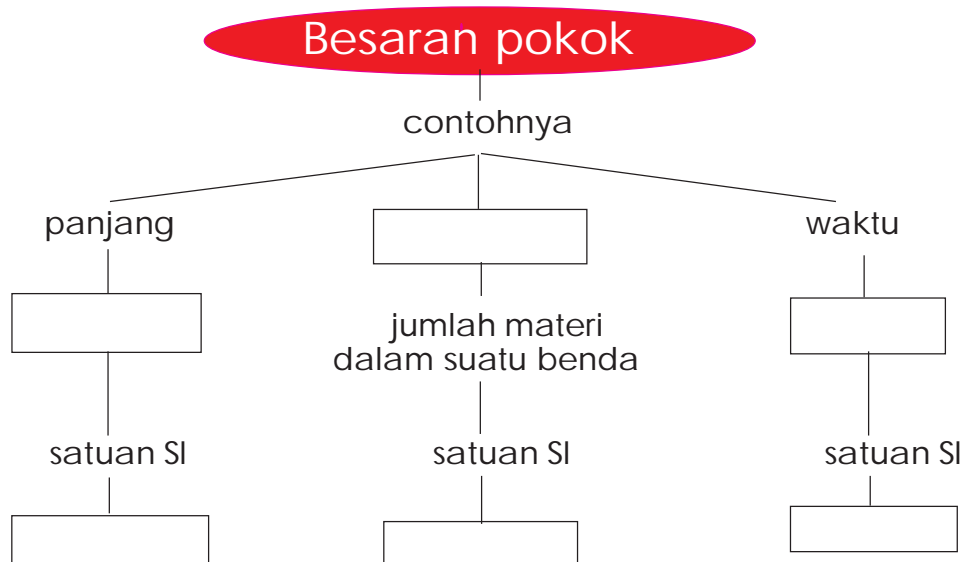 Besaran pokok
contohnya
panjang
waktu
jumlah materi
dalam suatu benda
satuan SI
satuan SI
satuan SI